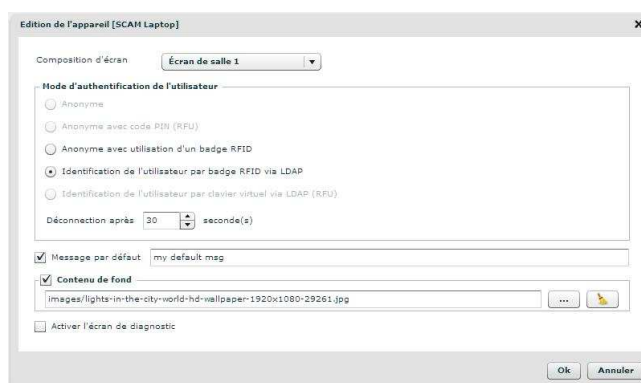 Edition de l'appareil [SCAM Laptop] x
Composition d'écran Écran de salle 1
Mode d'authentification de l'utilisateur
Anonyme
Anonyme avec code PIN (RFU)
Anonyme avec utilisation d'un badge RFID
Identification de l'utilisateur par badge RFID via LDAP
Identification de l'utilisateur par clavier virtuel via LDAP (RFU)
Déconnection après 30 seconde(s)
Message par défaut my default msg
Contenu de fond
images/lights-in-the-city-world-hd-wallpaper-1920x1080-29261.jpg ...
Activer l'écran de diagnostic
Ok Annuler